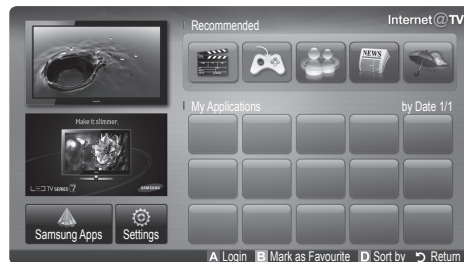 Internet@TV
Recommended
NEWS
My Applications by Date 1/1
Make it slimmer.
LED TV SERIES 7 SAMSUNG
Samsung Apps Settings
A Login B Mark as Favourite D Sort by Return